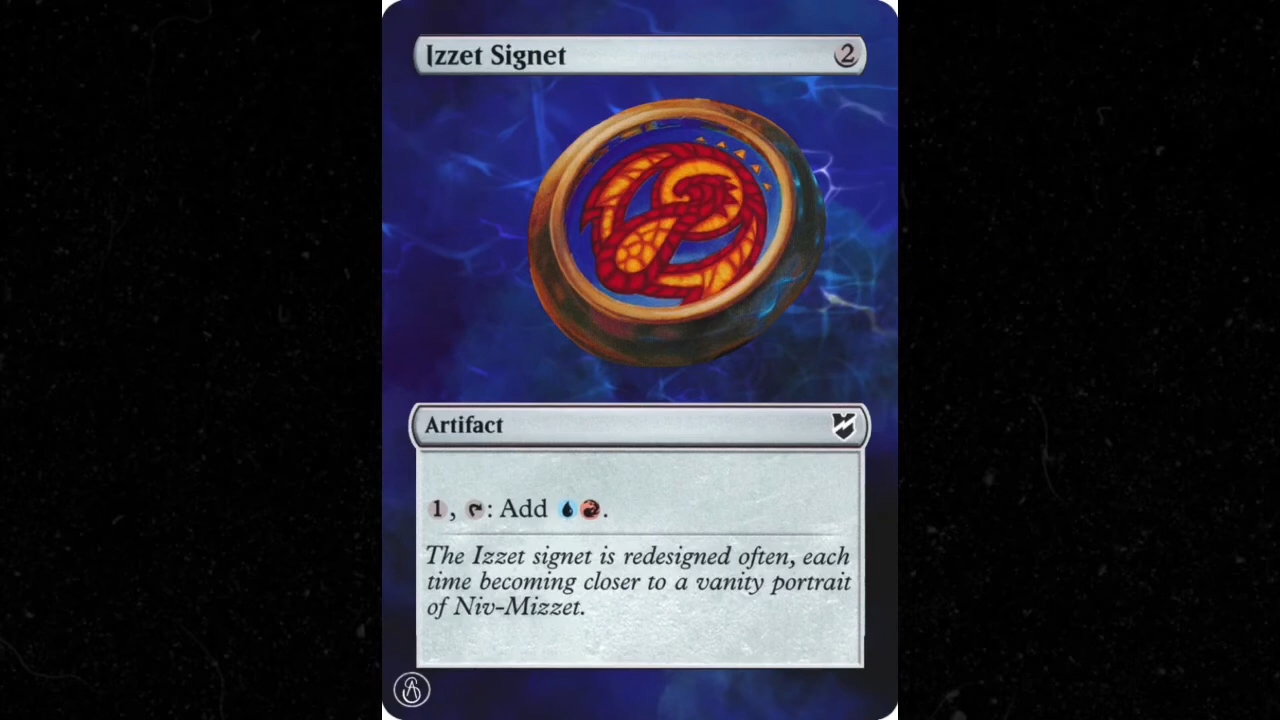 Izzet Signet 2
Artifact
1, : Add .
The Izzet signet is redesigned often, each
time becoming closer to a vanity portrait
of Niv-Mizzet.